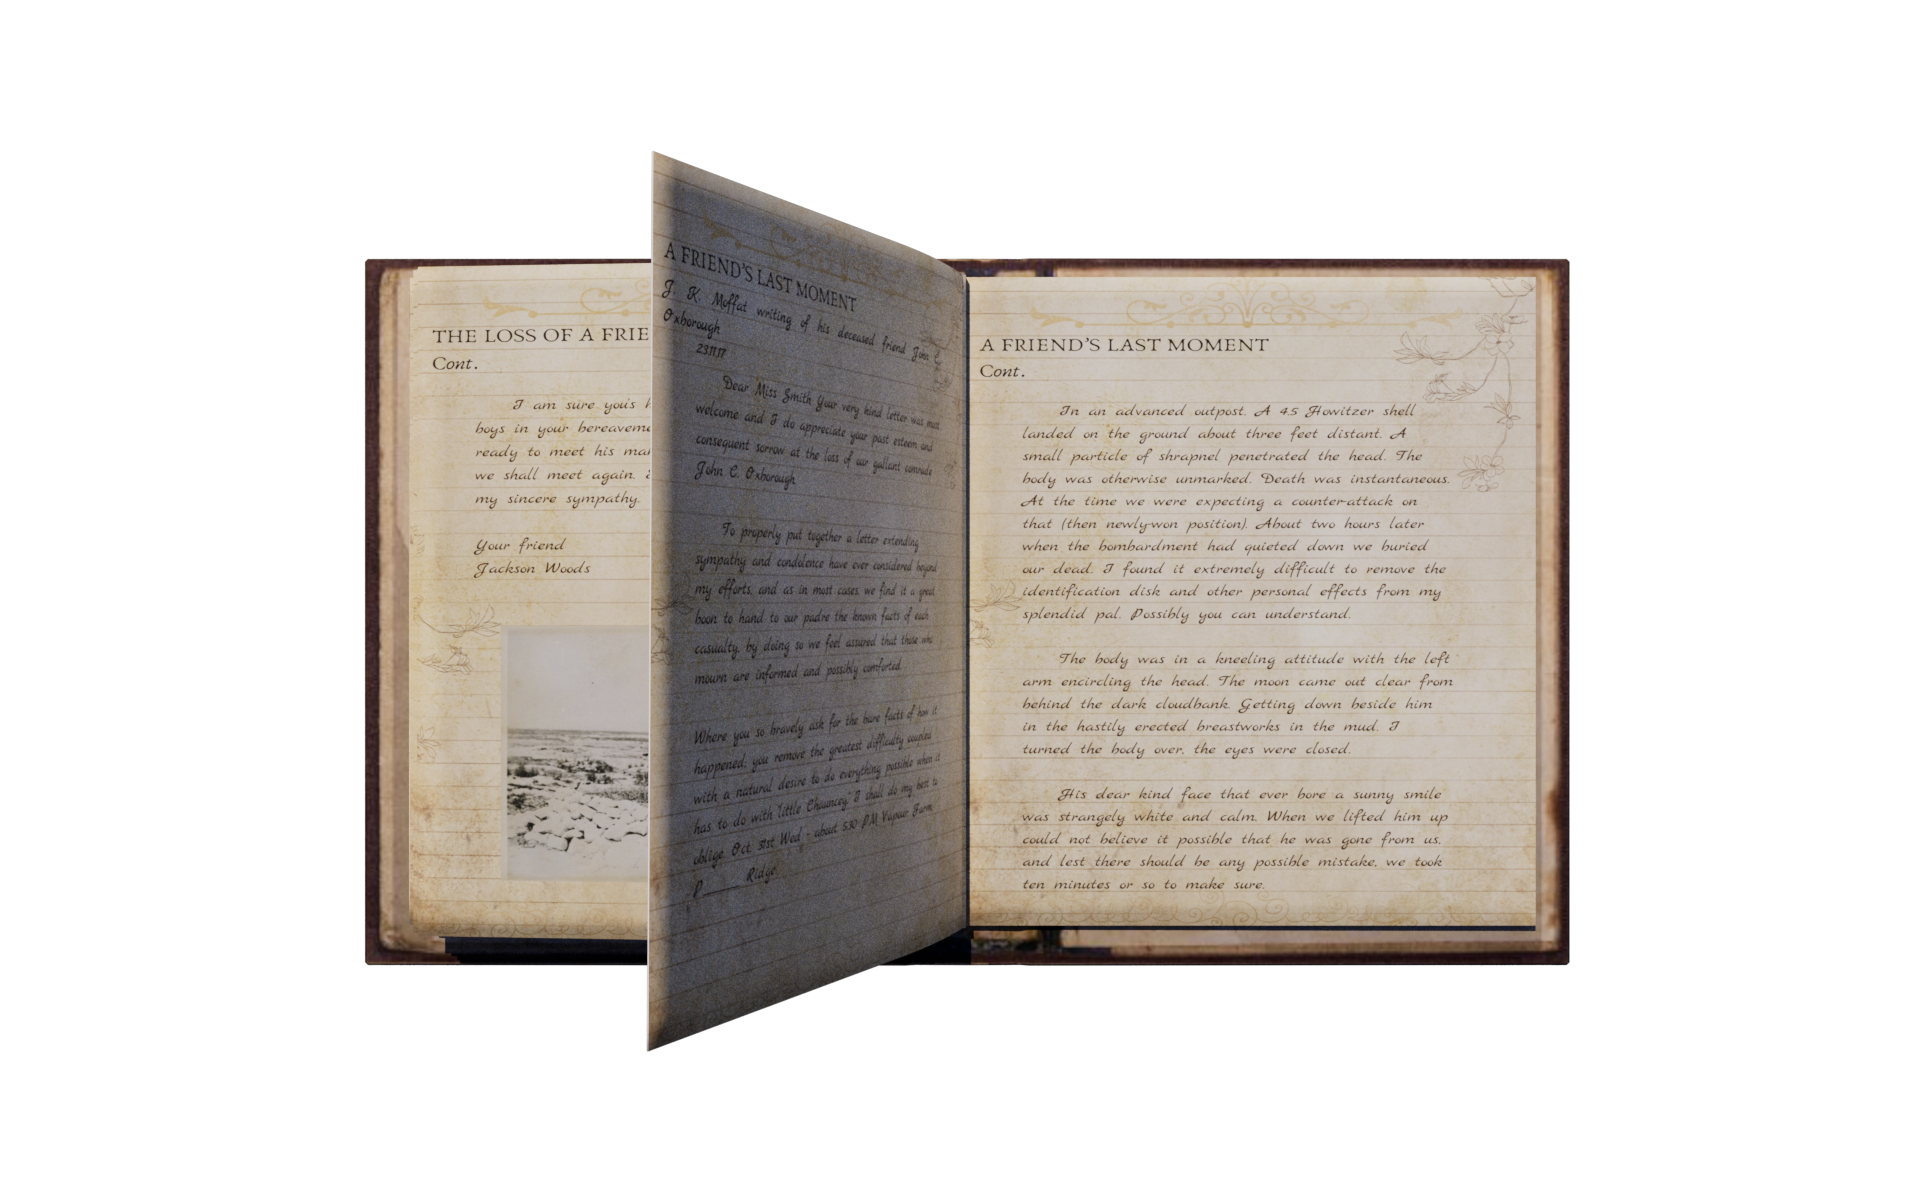 THE LOSS OF A FRIE
Cont.
I am sure you's h
boys in your bereaveme
ready to meet his ma
we shall meet again.
my sincere sympathy.
Your friend
Jackson Woods
A FRIEND'S LAST MOMENT
J. K. Moffat writing of his deceased friend John C.
Oxborough
23.11.17
Dear Miss Smith Your very kind letter was most
welcome and I do appreciate your past esteem and
consequent sorrow at the loss of our gallant comrade
John C. Oxborough.
To properly put together a letter extending
sympathy and condolence have ever considered beyond
my efforts, and as in most cases, we find it a great
boon to hand to our padre the known facts of each
casualty, by doing so we feel assured that those who
mourn are informed and possibly comforted.
Where you so bravely ask for the bare facts of how it
happened; you remove the greatest difficulty coupled
with a natural desire to do everything possible when it
has to do with "little Chauncey." I shall do my best to
oblige. Oct. 31st Wed - about 5:30 P.M. Vapour Farm,
P______ Ridge.
A FRIEND'S LAST MOMENT
Cont.
In an advanced outpost. A 4.5 Howitzer shell
landed on the ground about three feet distant. A
small particle of shrapnel penetrated the head. The
body was otherwise unmarked. Death was instantaneous.
At the time we were expecting a counter-attack on
that (then newly-won position). About two hours later
when the bombardment had quieted down we buried
our dead. I found it extremely difficult to remove the
identification disk and other personal effects from my
splendid pal. Possibly you can understand.
The body was in a kneeling attitude with the left
arm encircling the head. The moon came out clear from
behind the dark cloudbank. Getting down beside him
in the hastily erected breastworks in the mud. I
turned the body over, the eyes were closed.
His dear kind face that ever bore a sunny smile
was strangely white and calm. When we lifted him up
could not believe it possible that he was gone from us,
and lest there should be any possible mistake, we took
ten minutes or so to make sure.